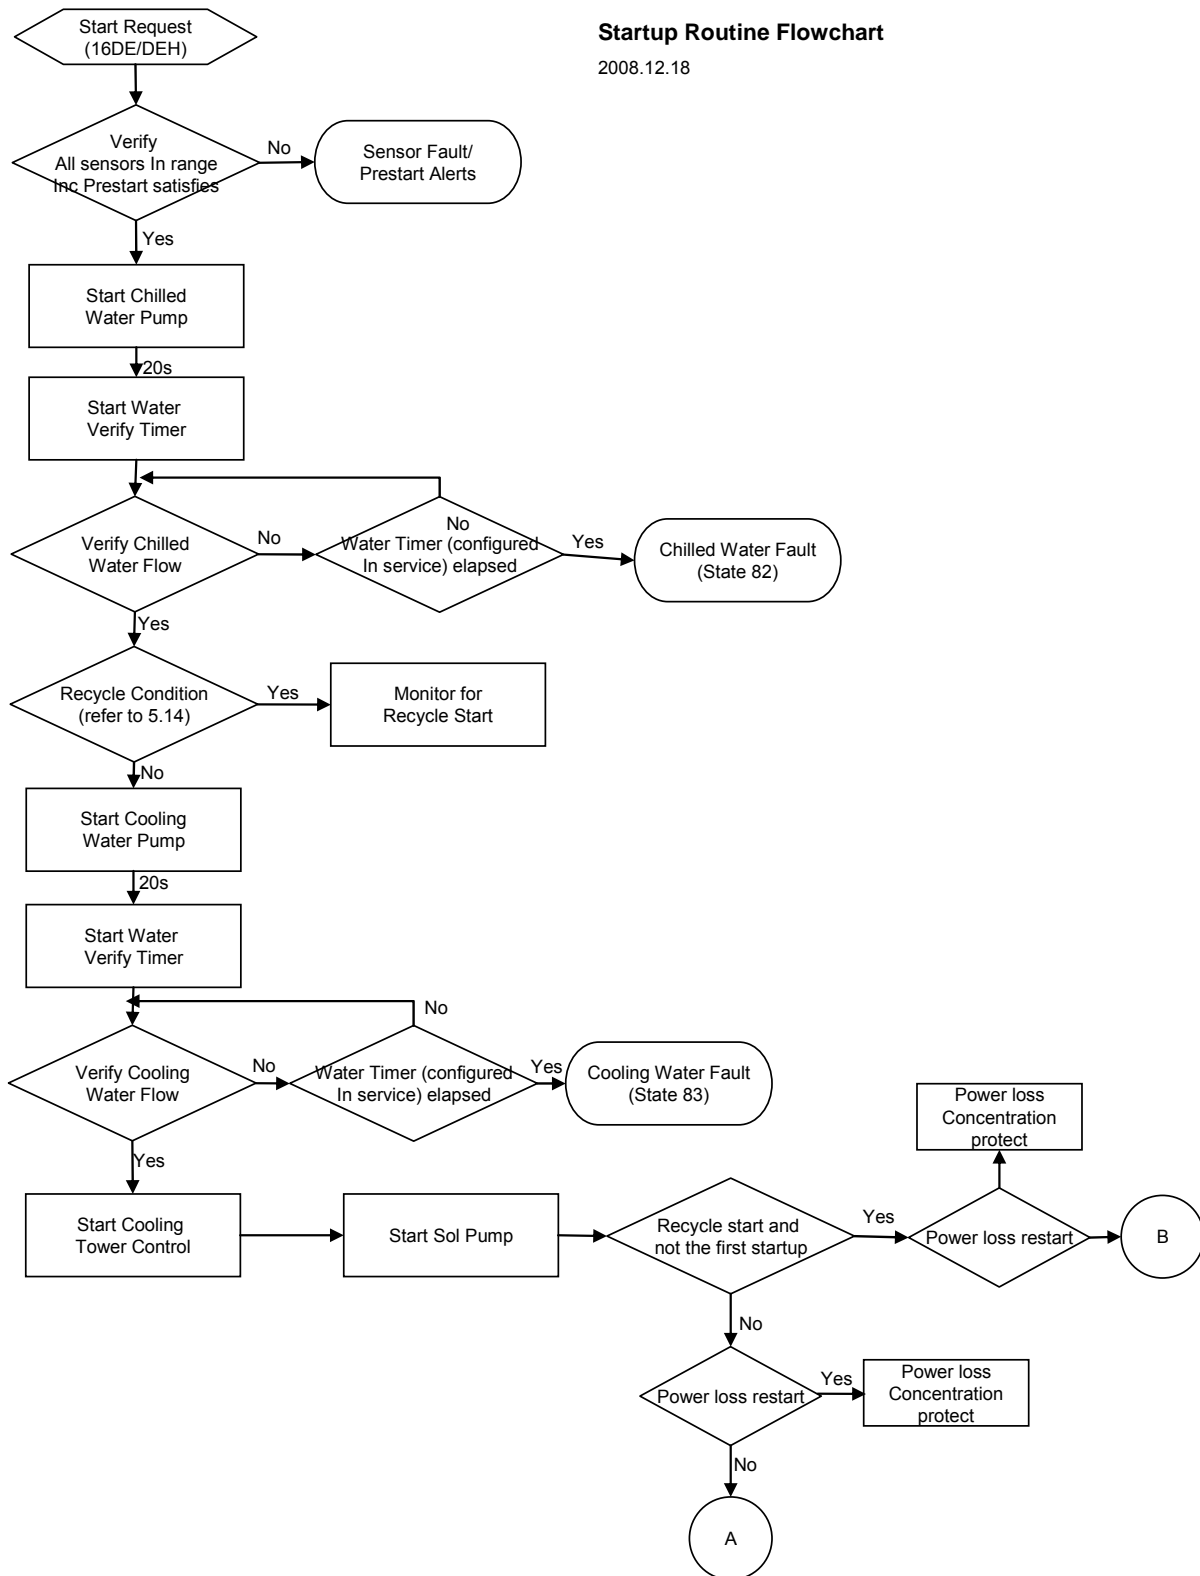 Start Request
(16DE/DEH)
Startup Routine Flowchart
2008.12.18
Verify
All sensors In range
Inc Prestart satisfies
No
Sensor Fault/
Prestart Alerts
Yes
Start Chilled
Water Pump
20s
Start Water
Verify Timer
Verify Chilled
Water Flow
No
No
Water Timer (configured
In service) elapsed
Yes
Chilled Water Fault
(State 82)
Yes
Recycle Condition
(refer to 5.14)
Yes
Monitor for
Recycle Start
No
Start Cooling
Water Pump
20s
Start Water
Verify Timer
No
Verify Cooling
Water Flow
No
Water Timer (configured
In service) elapsed
Yes
Cooling Water Fault
(State 83)
Yes
Power loss
Concentration
protect
Start Cooling
Tower Control
Start Sol Pump
Recycle start and
not the first startup
Yes
Power loss restart
B
No
Power loss restart
Yes
Power loss
Concentration
protect
No
A